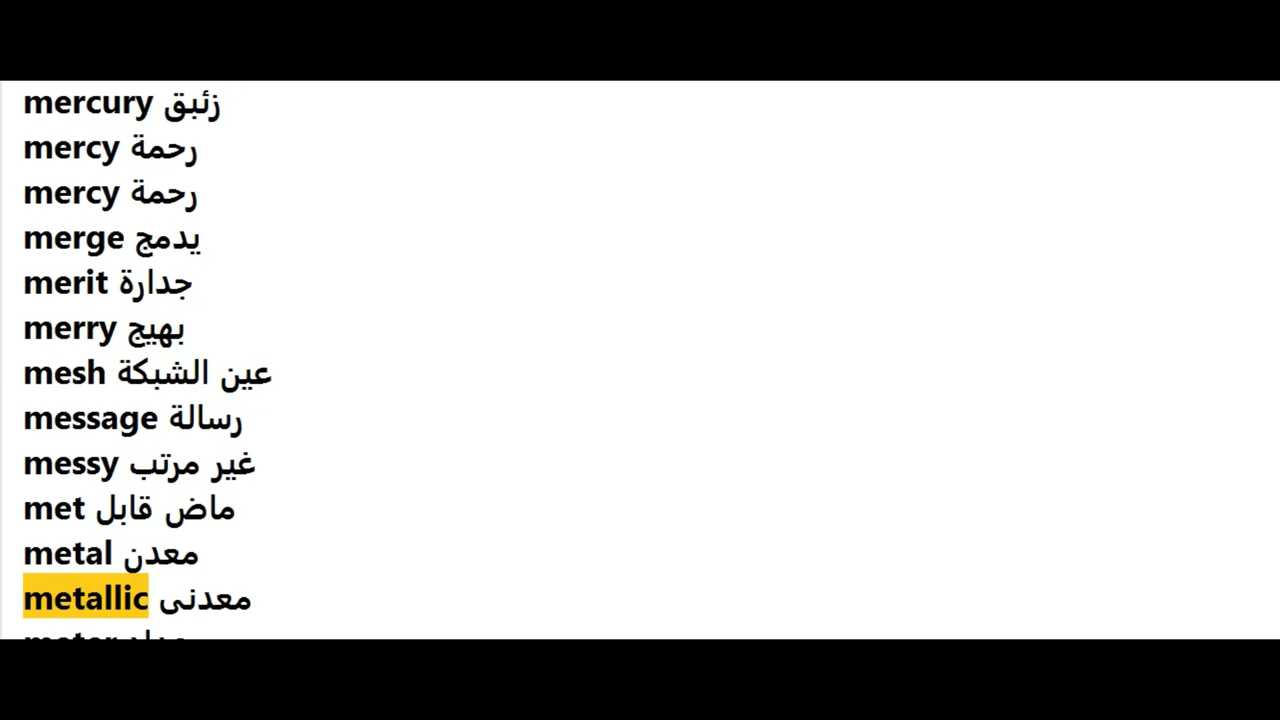 mercury زئبق
mercy رحمة
mercy رحمة
merge يدمج
merit جدارة
merry بهيج
mesh عين الشبكة
message رسالة
messy غير مرتب
met ماض قابل
metal معدن
metallic معدنى